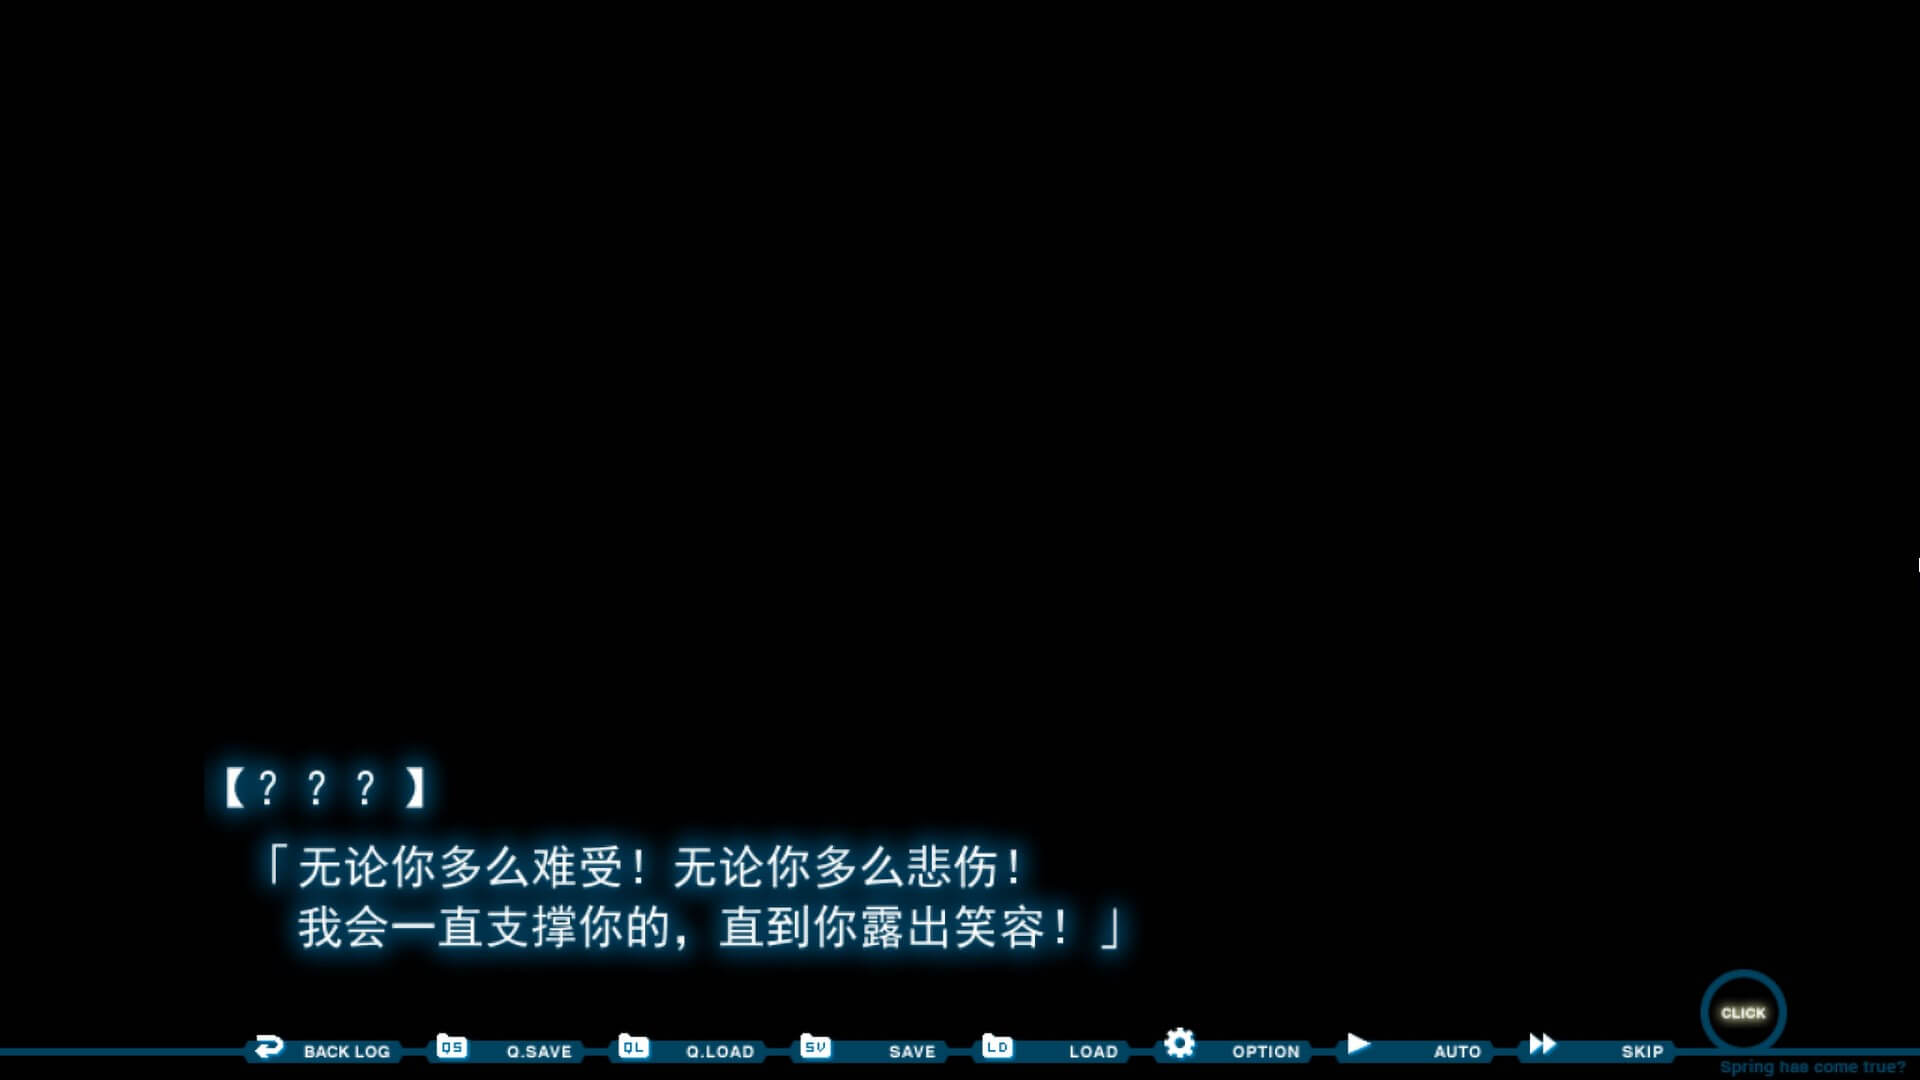 【？？？】
「无论你多么难受！无论你多么悲伤！
我会一直支撑你的，直到你露出笑容！」
CLICK
BACK LOG QS Q.SAVE QL Q.LOAD SV SAVE LD LOAD OPTION AUTO SKIP
Spring has come true?